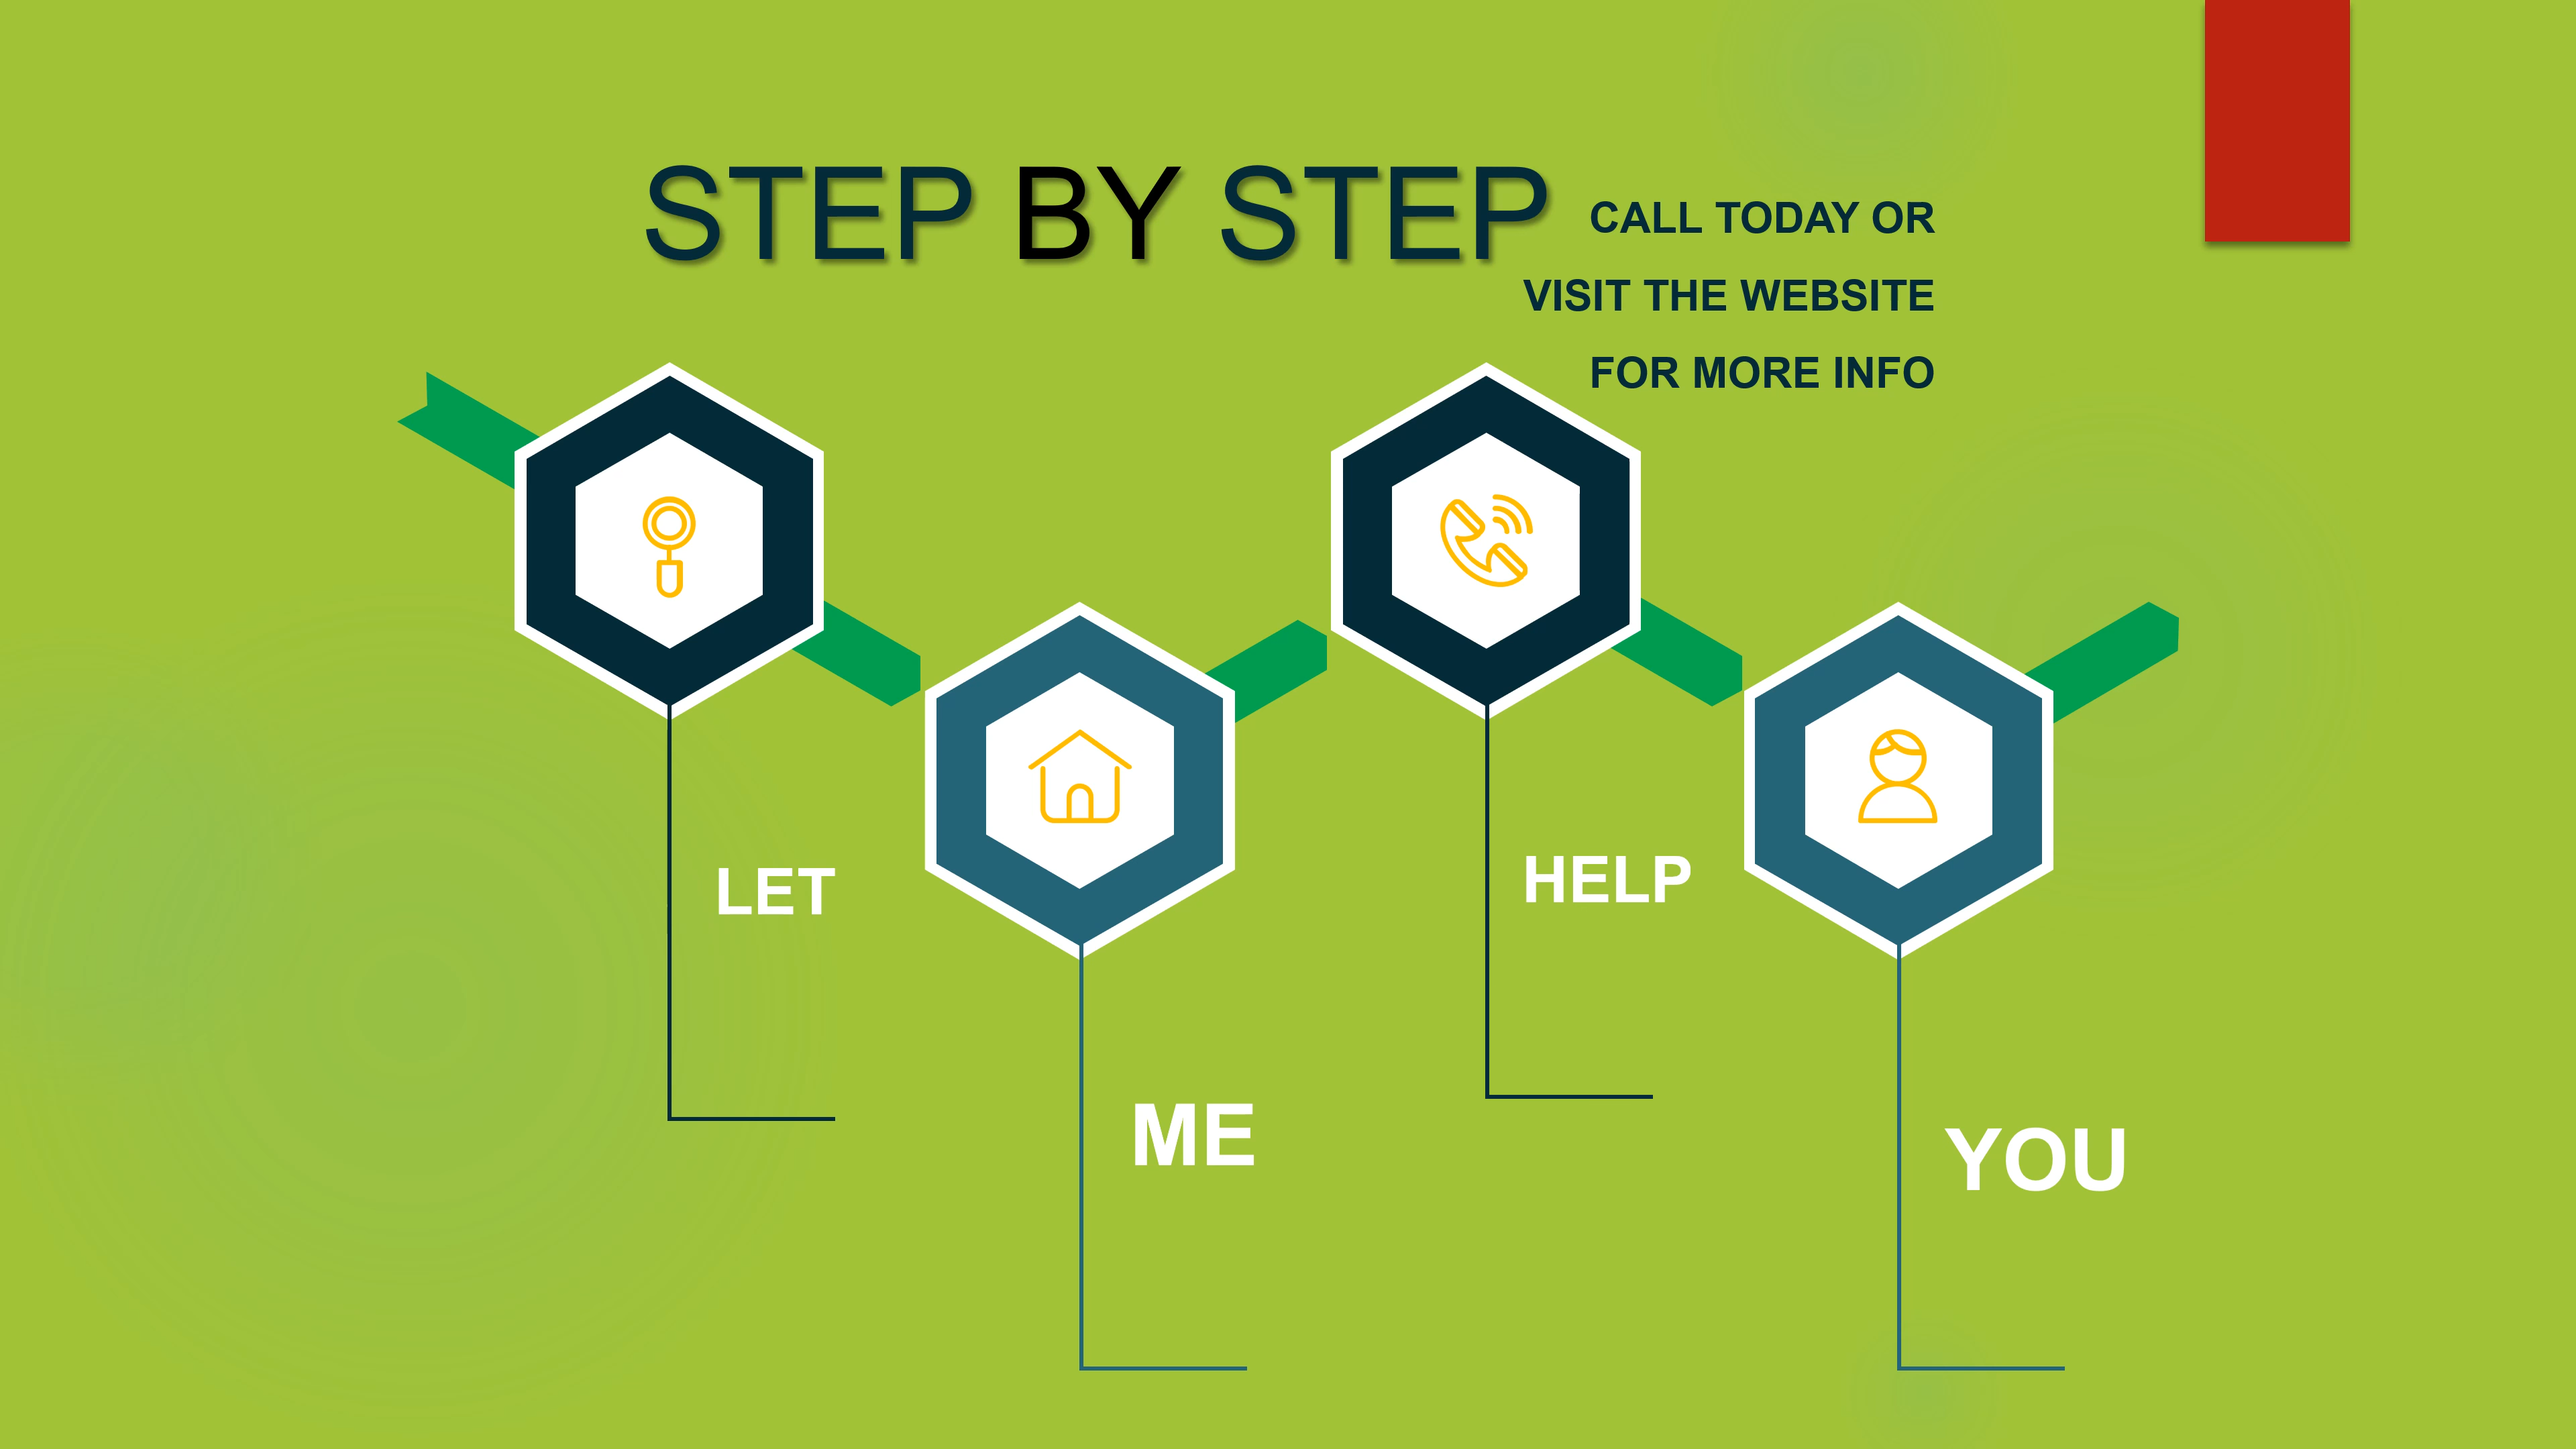 STEP BY STEP
CALL TODAY OR
VISIT THE WEBSITE
FOR MORE INFO
LET
ME
HELP
YOU